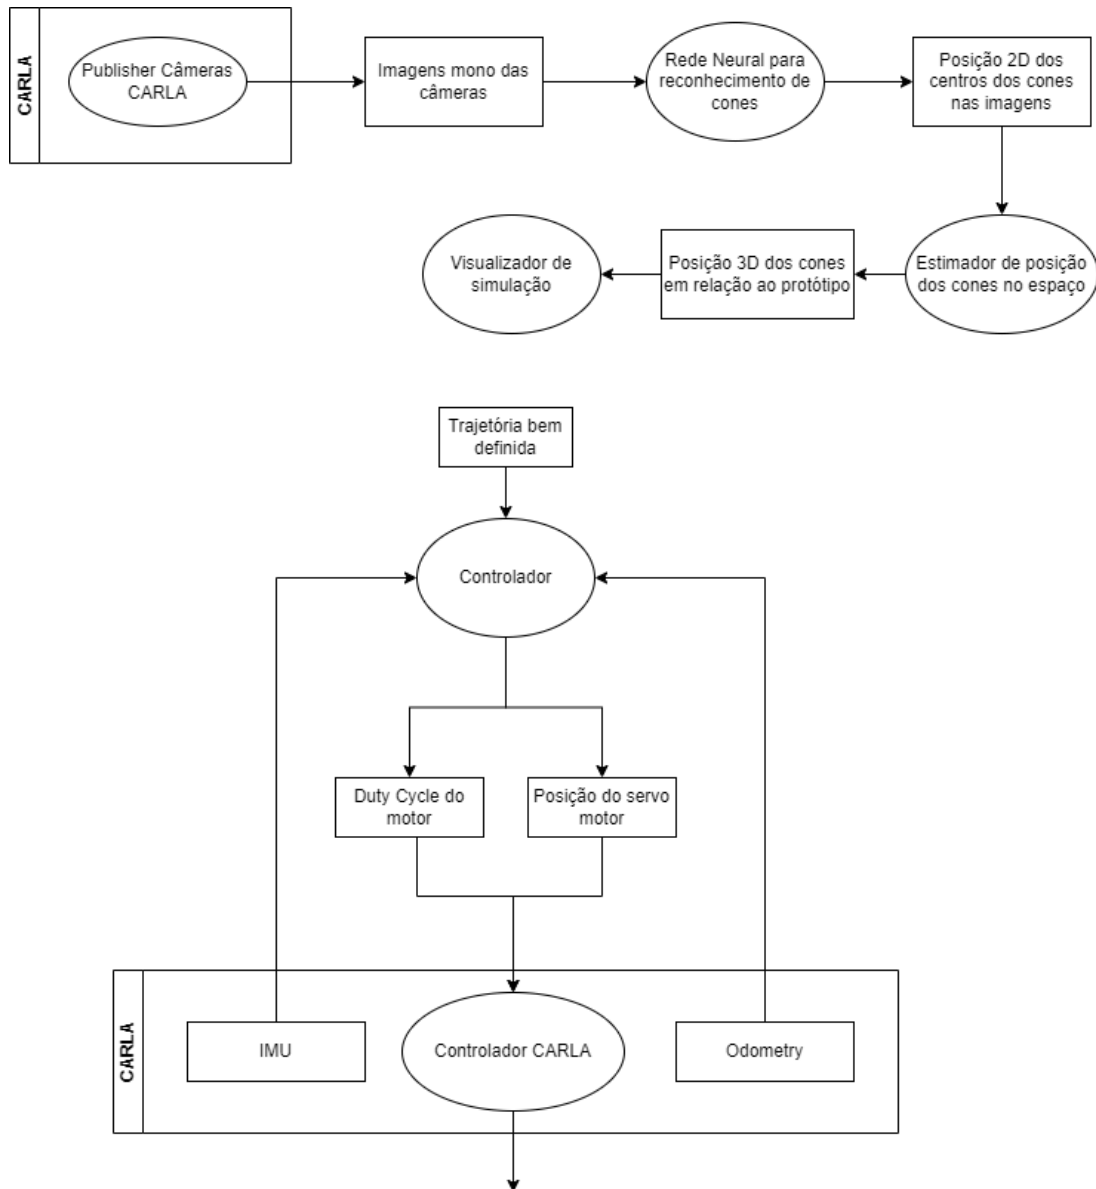 CARLA
Publisher Câmeras
CARLA
Imagens mono das
câmeras
Rede Neural para
reconhecimento de
cones
Posição 2D dos
centros dos cones
nas imagens
Visualizador de
simulação
Posição 3D dos cones
em relação ao protótipo
Estimador de posição
dos cones no espaço
Trajetória bem
definida
Controlador
Duty Cycle do
motor
Posição do servo
motor
CARLA
IMU
Controlador CARLA
Odometry